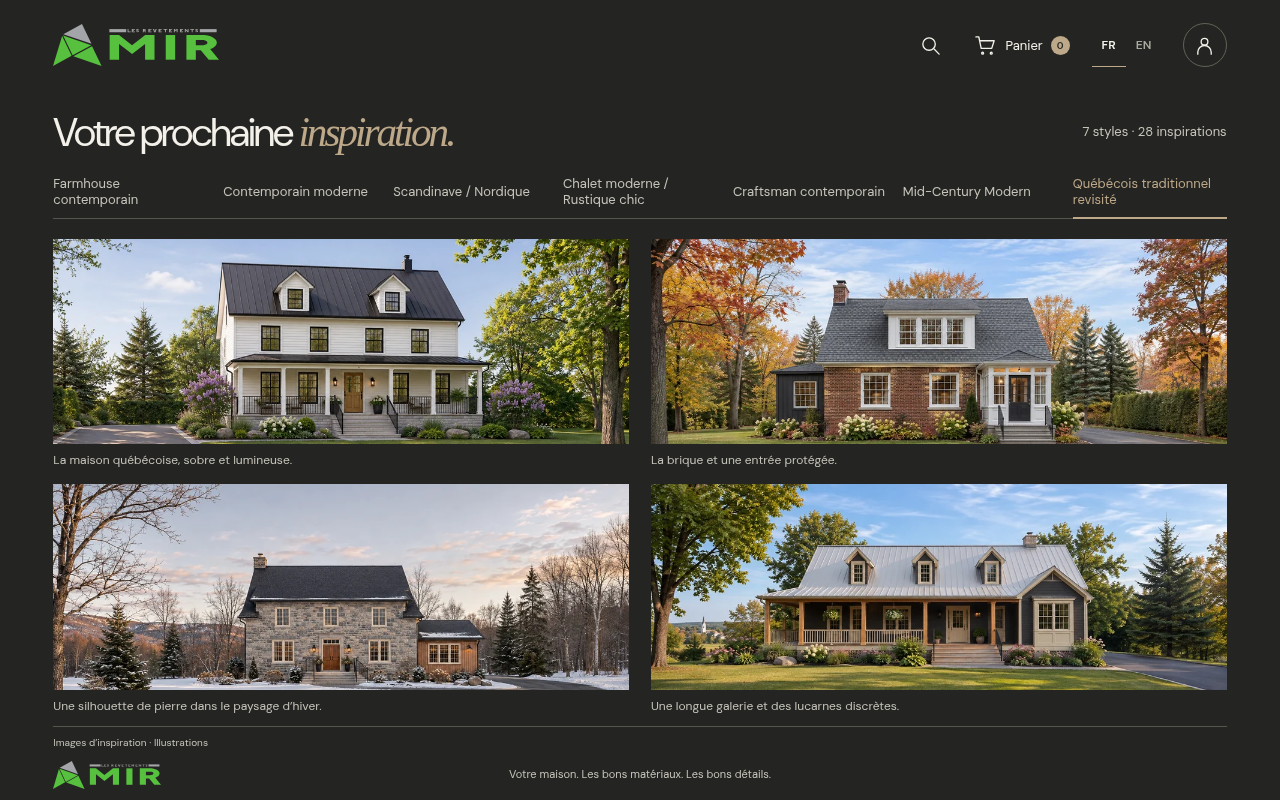 LES REVÊTEMENTS
MIR
Panier 0
FR EN
Votre prochaine inspiration.
7 styles · 28 inspirations
Farmhouse contemporain
Contemporain moderne
Scandinave / Nordique
Chalet moderne / Rustique chic
Craftsman contemporain
Mid-Century Modern
Québécois traditionnel revisité
La maison québécoise, sobre et lumineuse.
La brique et une entrée protégée.
Une silhouette de pierre dans le paysage d’hiver.
Une longue galerie et des lucarnes discrètes.
Images d’inspiration · Illustrations
LES REVÊTEMENTS
MIR
Votre maison. Les bons matériaux. Les bons détails.